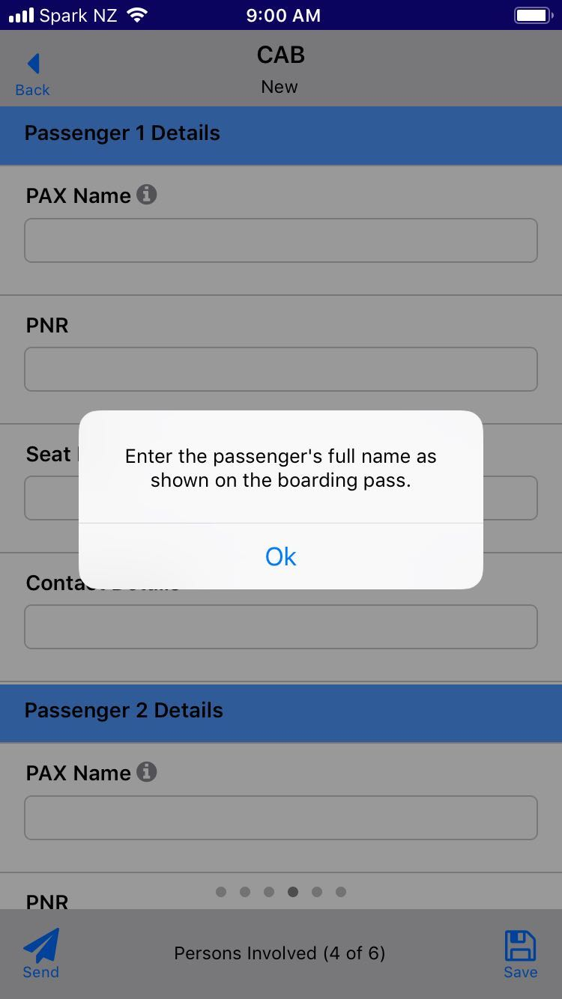 Spark NZ 9:00 AM
CAB
Back
New
Passenger 1 Details
PAX Name
PNR
Seat
Enter the passenger's full name as
shown on the boarding pass.
Ok
Contact Details
Passenger 2 Details
PAX Name
PNR
Persons Involved (4 of 6)
Send
Save